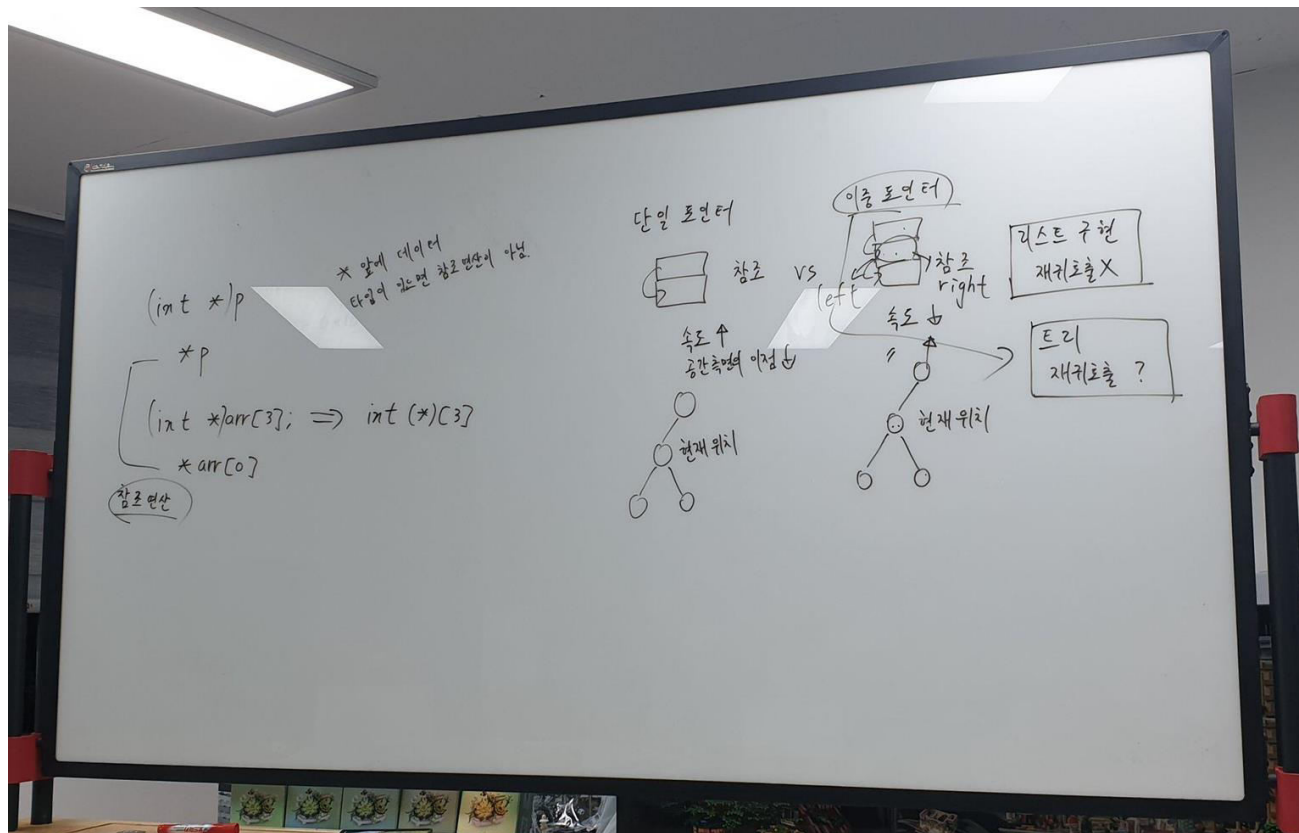 (int *)p
* 앞에 데이터
타입이 있으면 참조연산이 아님.
*p
(int *)arr[3]; ⇒ int (*)[3]
*arr[0]
참조연산
단일 포인터
참조
vs
이중 포인터
left
참조
right
속도 ↑
공간측면의 이점 ↓
속도 ↓
〃 ↑
현재 위치
현재 위치
리스트 구현
재귀호출 X
트리
재귀호출 ?